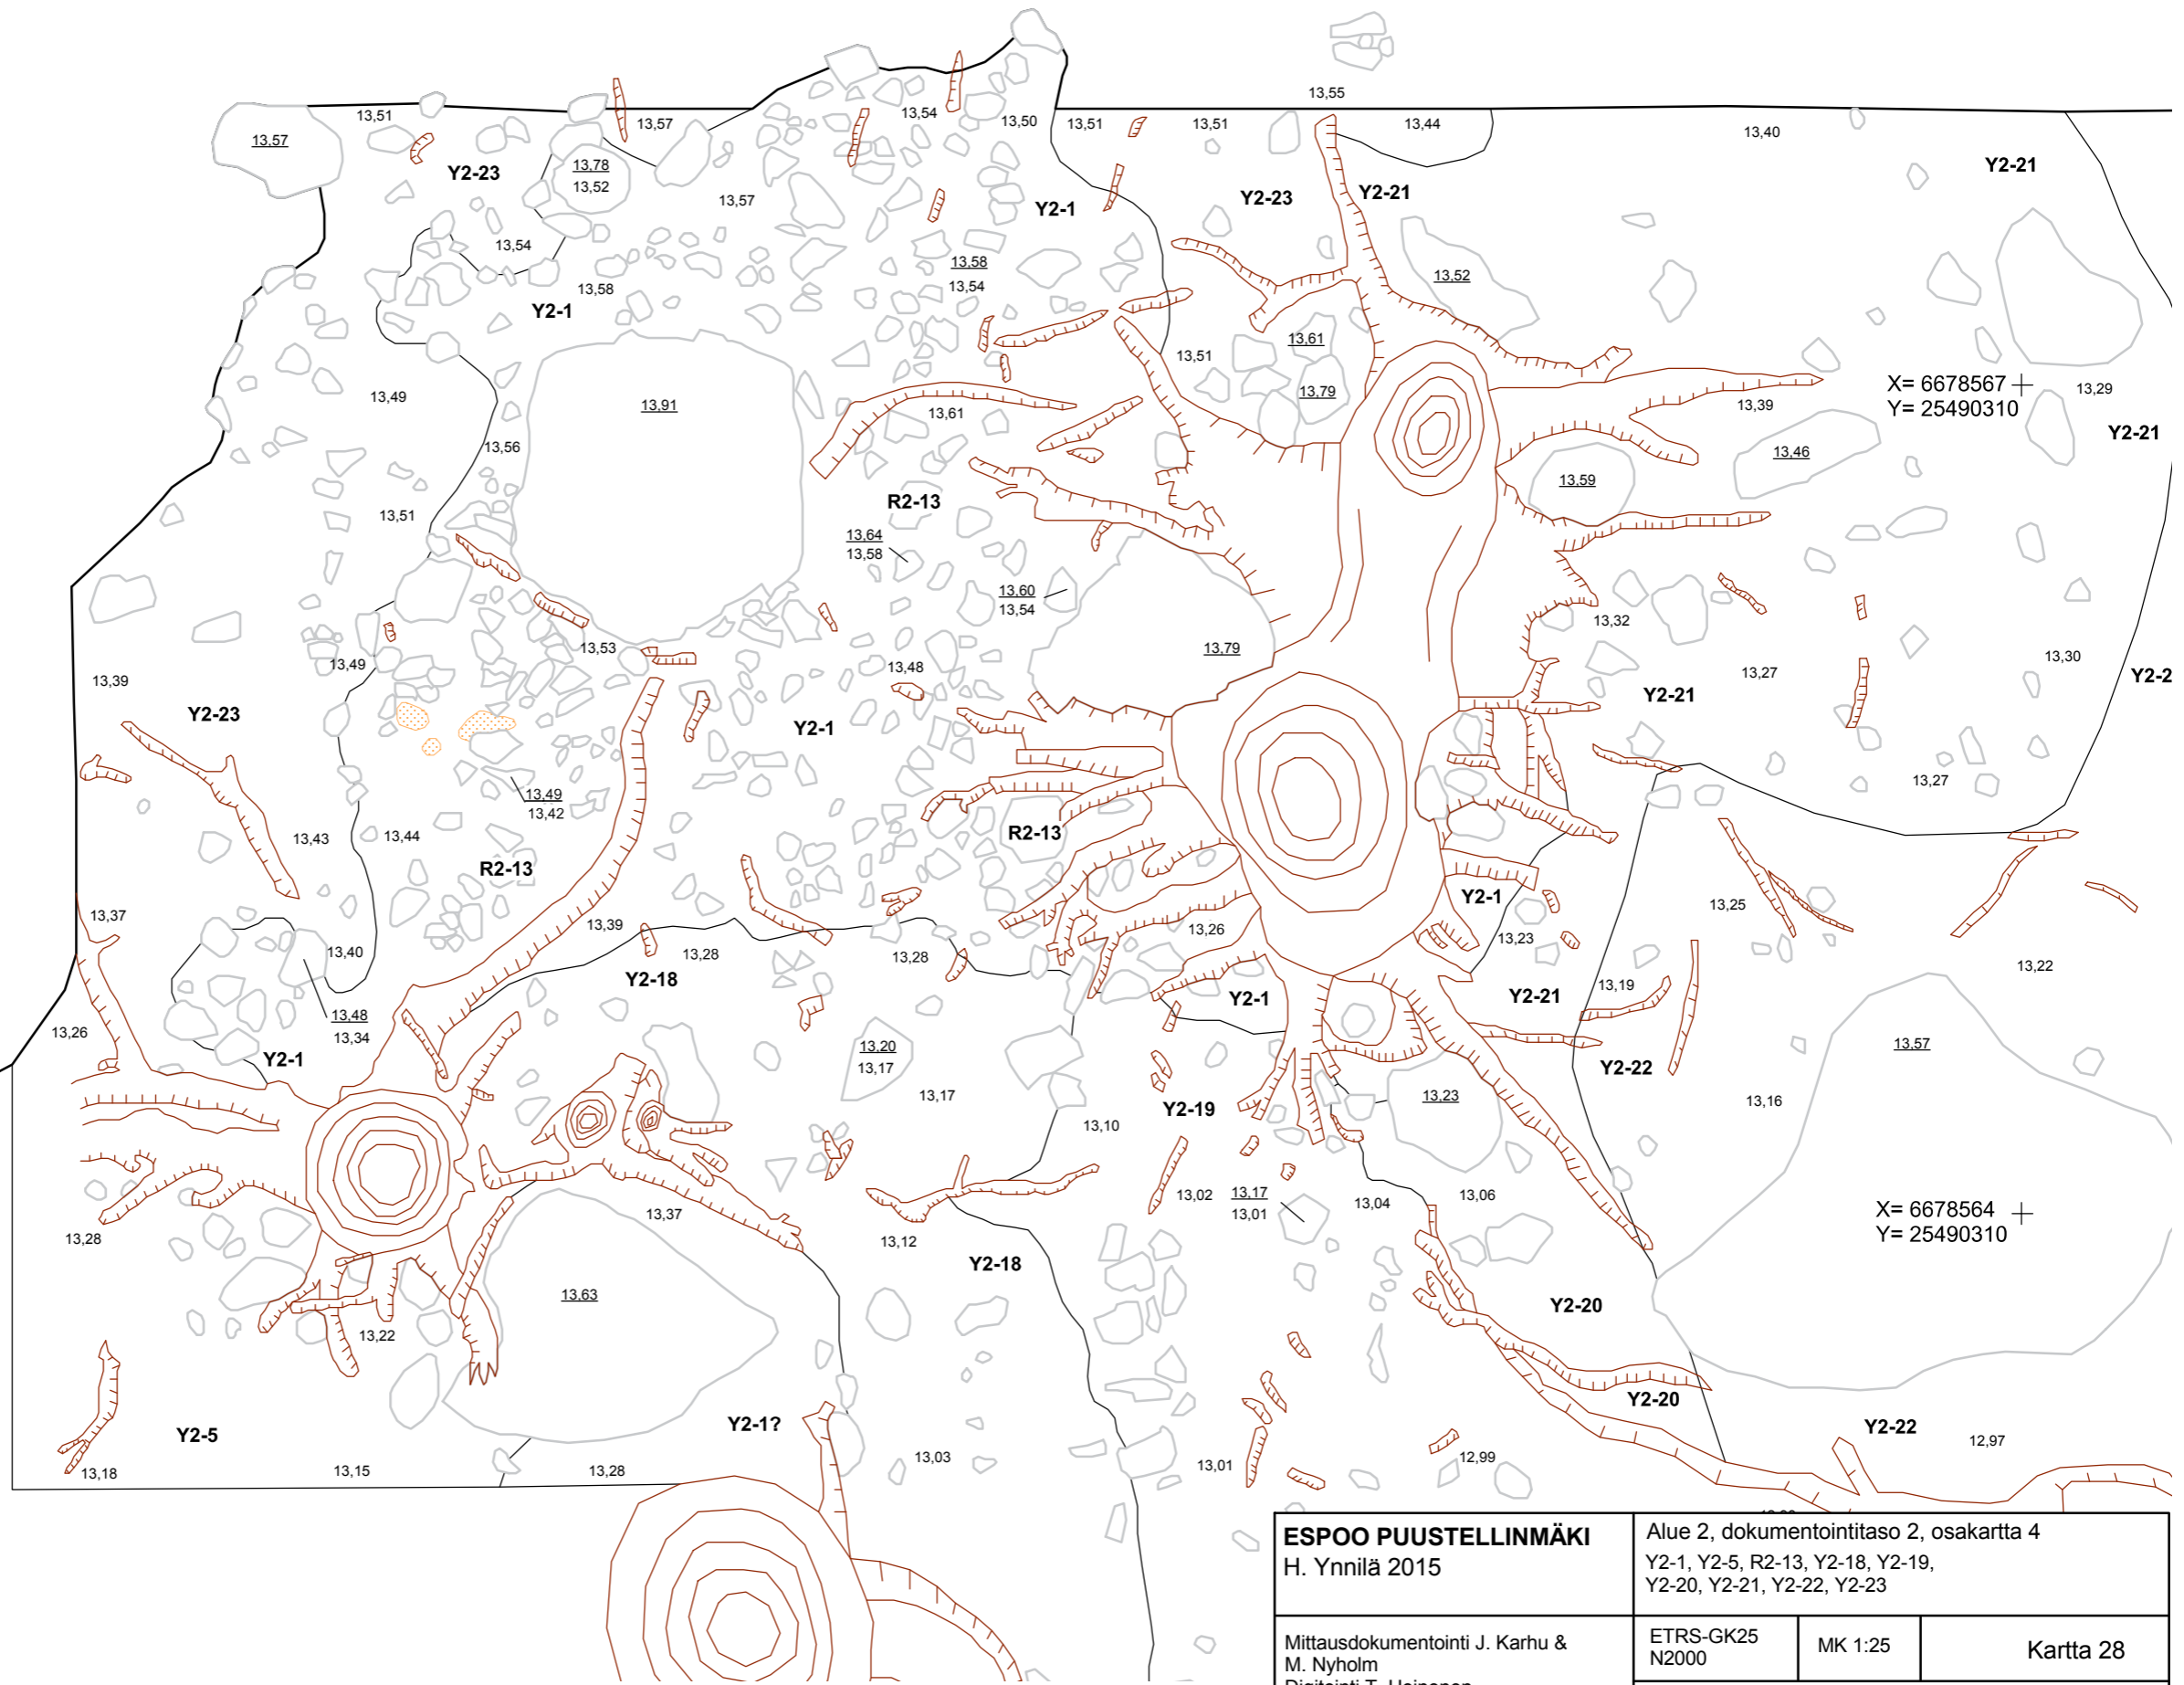 13,55
13,51
13,57
13,54
13,50
13,51
13,51
13,44
13,40
13,57
Y2-23
13,78
13,52
13,57
Y2-1
Y2-23
Y2-21
Y2-21
13,54
13,58
Y2-1
13,58
13,54
13,52
13,61
13,51
13,79
13,49
13,91
13,61
13,39
X= 6678567
Y= 25490310
13,29
Y2-21
13,56
13,46
13,59
13,51
R2-13
13,64
13,58
13,60
13,54
13,32
13,49
13,53
13,48
13,79
13,39
13,27
13,30
Y2-2
Y2-23
Y2-1
Y2-21
13,49
13,42
13,27
13,43
13,44
R2-13
R2-13
13,37
13,39
Y2-1
13,25
13,40
13,28
13,28
13,26
13,23
13,22
Y2-18
Y2-1
Y2-21
13,19
13,26
13,48
13,34
Y2-1
13,20
13,17
13,57
Y2-22
13,17
13,10
Y2-19
13,23
13,16
13,28
13,37
13,12
13,02
13,17
13,01
13,04
13,06
X= 6678564
Y= 25490310
Y2-18
13,63
Y2-20
13,22
Y2-20
Y2-5
Y2-1?
Y2-22
13,18
13,15
13,28
13,03
13,01
12,99
12,97
ESPOO PUUSTELLINMÄKI
H. Ynnilä 2015
Alue 2, dokumentointitaso 2, osakartta 4
Y2-1, Y2-5, R2-13, Y2-18, Y2-19,
Y2-20, Y2-21, Y2-22, Y2-23
Mittausdokumentointi J. Karhu &
M. Nyholm
ETRS-GK25
N2000
MK 1:25
Kartta 28